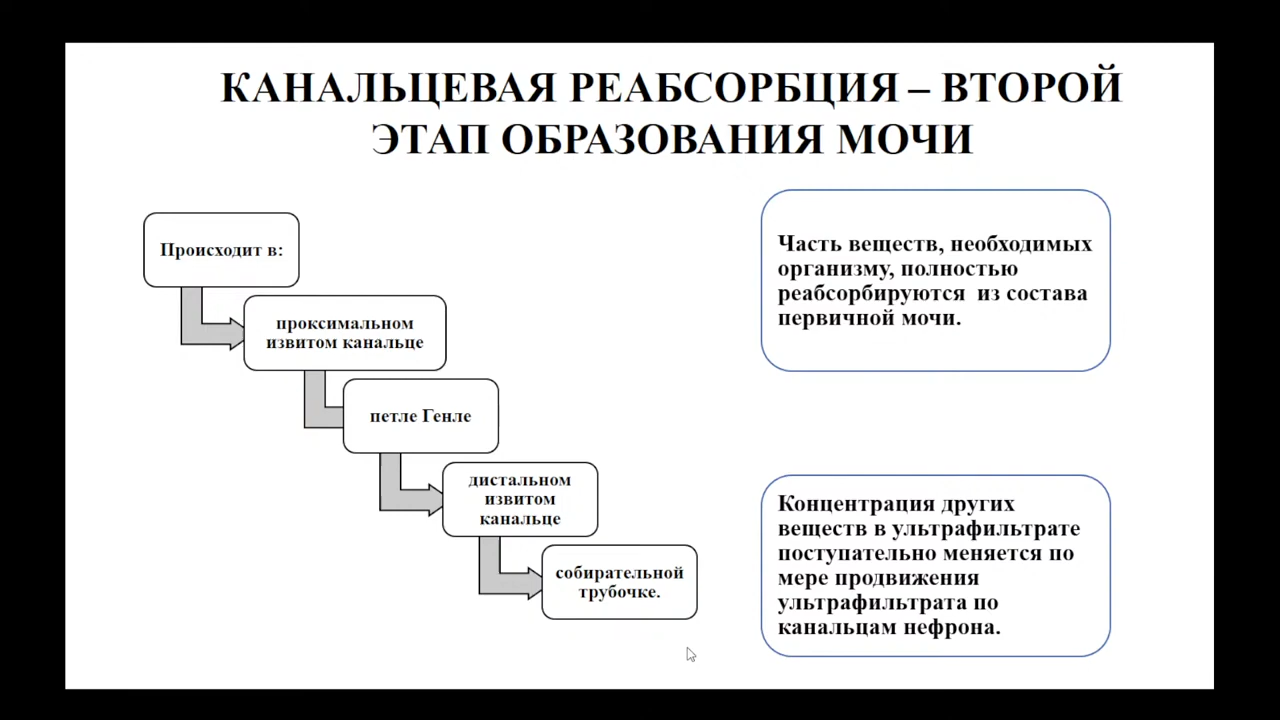 КАНАЛЬЦЕВАЯ РЕАБСОРБЦИЯ – ВТОРОЙ
ЭТАП ОБРАЗОВАНИЯ МОЧИ
Происходит в:
проксимальном
извитом канальце
петле Генле
дистальном
извитом
канальце
собирательной
трубочке.
Часть веществ, необходимых
организму, полностью
реабсорбируются из состава
первичной мочи.
Концентрация других
веществ в ультрафильтрате
поступательно меняется по
мере продвижения
ультрафильтрата по
канальцам нефрона.